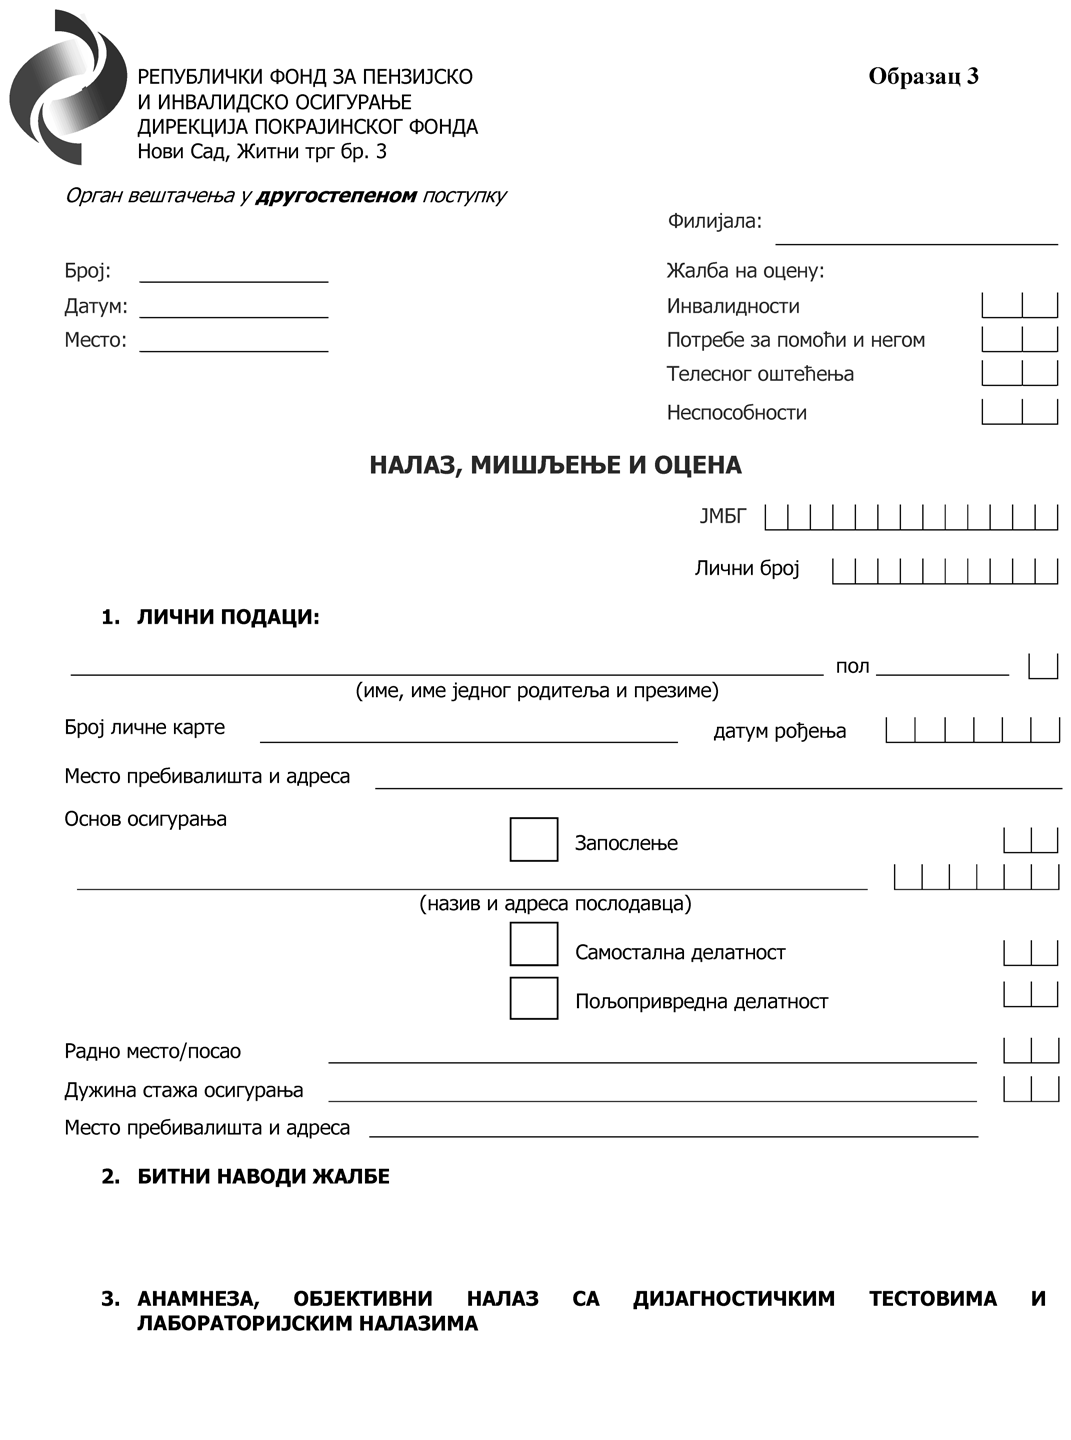 РЕПУБЛИЧКИ ФОНД ЗА ПЕНЗИЈСКО
И ИНВАЛИДСКО ОСИГУРАЊЕ
ДИРЕКЦИЈА ПОКРАЈИНСКОГ ФОНДА
Нови Сад, Житни трг бр. 3
Образац 3
Орган вештачења у другостепеном поступку
Филијала:
Број:
Датум:
Место:
Жалба на оцену:
Инвалидности
Потребе за помоћи и негом
Телесног оштећења
Неспособности
НАЛАЗ, МИШЉЕЊЕ И ОЦЕНА
ЈМБГ
Лични број
1. ЛИЧНИ ПОДАЦИ:
пол
(име, име једног родитеља и презиме)
Број личне карте
датум рођења
Место пребивалишта и адреса
Основ осигурања
Запослење
(назив и адреса послодавца)
Самостална делатност
Пољопривредна делатност
Радно место/посао
Дужина стажа осигурања
Место пребивалишта и адреса
2. БИТНИ НАВОДИ ЖАЛБЕ
3. АНАМНЕЗА, ОБЈЕКТИВНИ НАЛАЗ СА ДИЈАГНОСТИЧКИМ ТЕСТОВИМА И
ЛАБОРАТОРИЈСКИМ НАЛАЗИМА